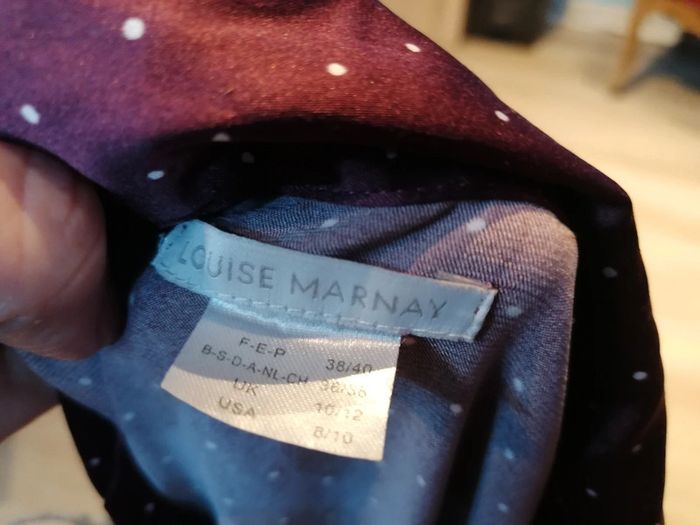 LOUISE MARNAY
F-E-P 38/40
B-S-D-A-NL-CH 36/38
UK 10/12
USA 8/10